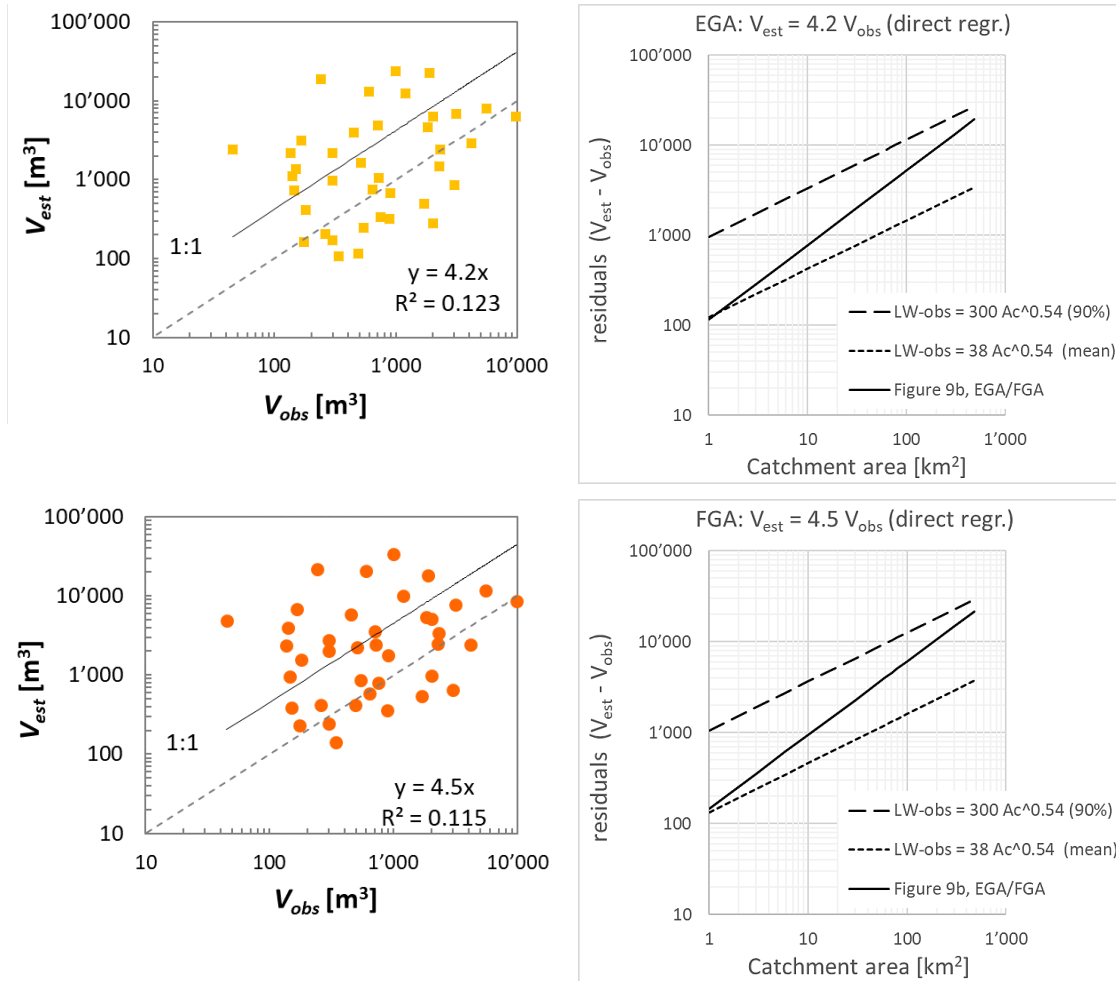 100’000
10’000
1’000
100
10
V_est [m³]
1:1
y = 4.2x
R² = 0.123
10
100
1’000
10’000
V_obs [m³]
EGA: V_est = 4.2 V_obs (direct regr.)
100’000
10’000
1’000
100
10
residuals (V_est - V_obs)
LW-obs = 300 Ac^0.54 (90%)
LW-obs = 38 Ac^0.54 (mean)
Figure 9b, EGA/FGA
1
10
100
1’000
Catchment area [km²]
100’000
10’000
1’000
100
10
V_est [m³]
1:1
y = 4.5x
R² = 0.115
10
100
1’000
10’000
V_obs [m³]
FGA: V_est = 4.5 V_obs (direct regr.)
100’000
10’000
1’000
100
10
residuals (V_est - V_obs)
LW-obs = 300 Ac^0.54 (90%)
LW-obs = 38 Ac^0.54 (mean)
Figure 9b, EGA/FGA
1
10
100
1’000
Catchment area [km²]